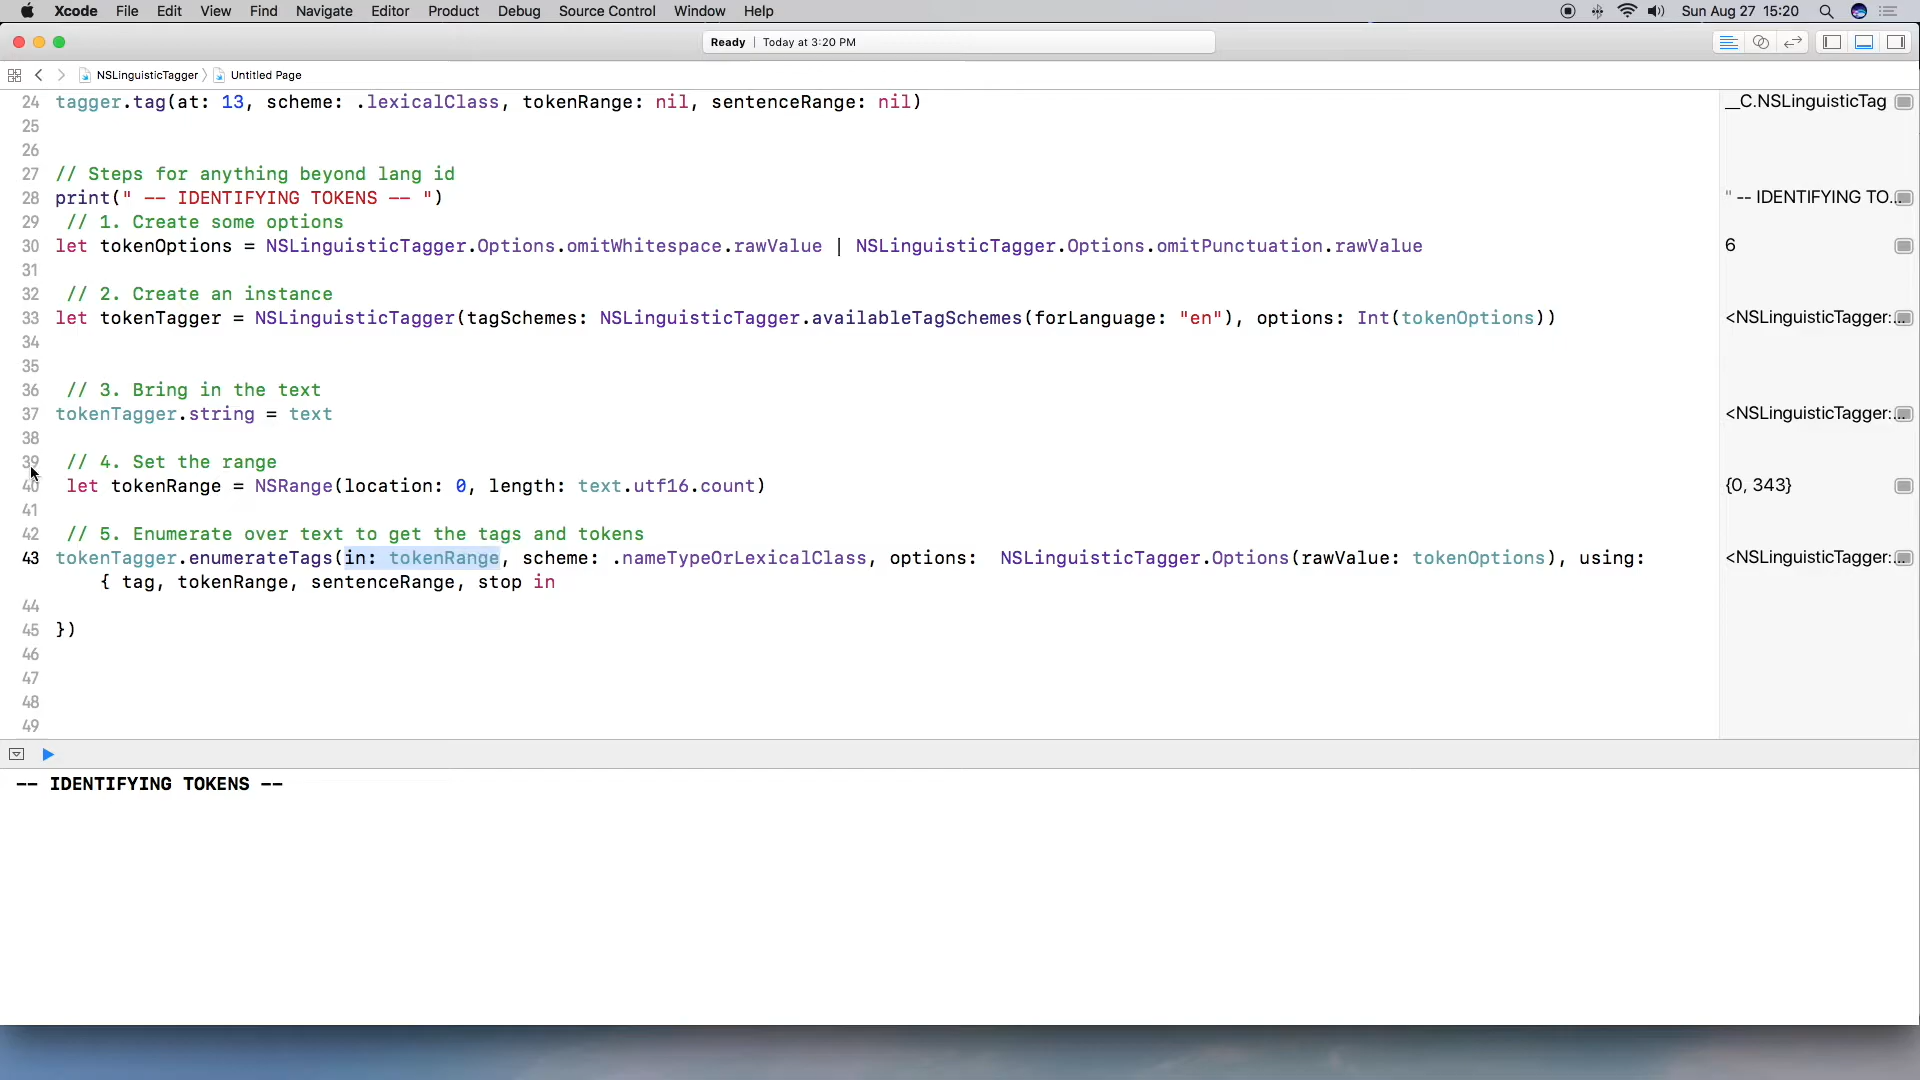 Xcode File Edit View Find Navigate Editor Product Debug Source Control Window Help Sun Aug 27 15:20
Ready | Today at 3:20 PM
NSLinguisticTagger Untitled Page
24 tagger.tag(at: 13, scheme: .lexicalClass, tokenRange: nil, sentenceRange: nil) __C.NSLinguisticTag
25
26
27 // Steps for anything beyond lang id
28 print(" -- IDENTIFYING TOKENS -- ") " -- IDENTIFYING TO...
29 // 1. Create some options
30 let tokenOptions = NSLinguisticTagger.Options.omitWhitespace.rawValue | NSLinguisticTagger.Options.omitPunctuation.rawValue 6
31
32 // 2. Create an instance
33 let tokenTagger = NSLinguisticTagger(tagSchemes: NSLinguisticTagger.availableTagSchemes(forLanguage: "en"), options: Int(tokenOptions)) <NSLinguisticTagger:...
34
35
36 // 3. Bring in the text
37 tokenTagger.string = text <NSLinguisticTagger:...
38
39 // 4. Set the range
40 let tokenRange = NSRange(location: 0, length: text.utf16.count) {0, 343}
41
42 // 5. Enumerate over text to get the tags and tokens
43 tokenTagger.enumerateTags(in: tokenRange, scheme: .nameTypeOrLexicalClass, options: NSLinguisticTagger.Options(rawValue: tokenOptions), using: <NSLinguisticTagger:...
{ tag, tokenRange, sentenceRange, stop in
44
45 })
46
47
48
49
-- IDENTIFYING TOKENS --